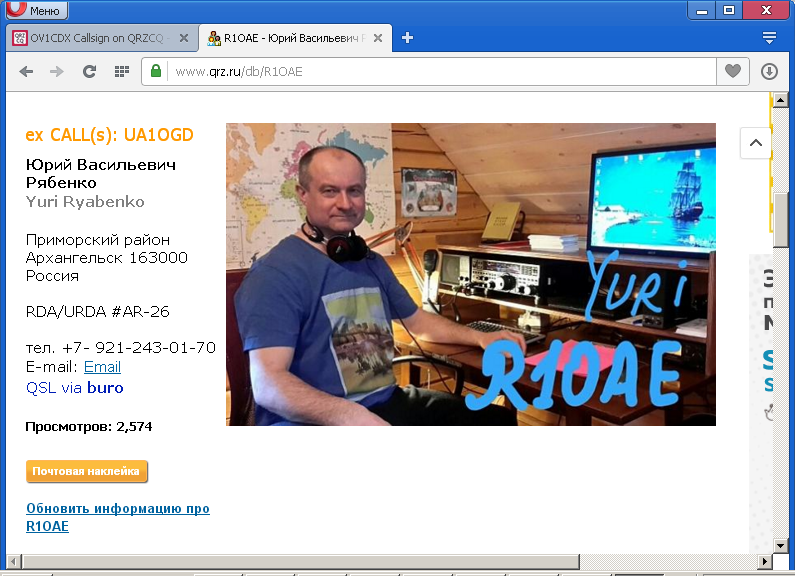 Меню
OV1CDX Callsign on QRZCQ
R1OAE - Юрий Васильевич Р
www.qrz.ru/db/R1OAE
ex CALL(s): UA1OGD
Юрий Васильевич
Рябенко
Yuri Ryabenko
Приморский район
Архангельск 163000
Россия
RDA/URDA #AR-26
тел. +7- 921-243-01-70
E-mail: Email
QSL via buro
Просмотров: 2,574
Почтовая наклейка
Обновить информацию про
R1OAE
YURI
R1OAE